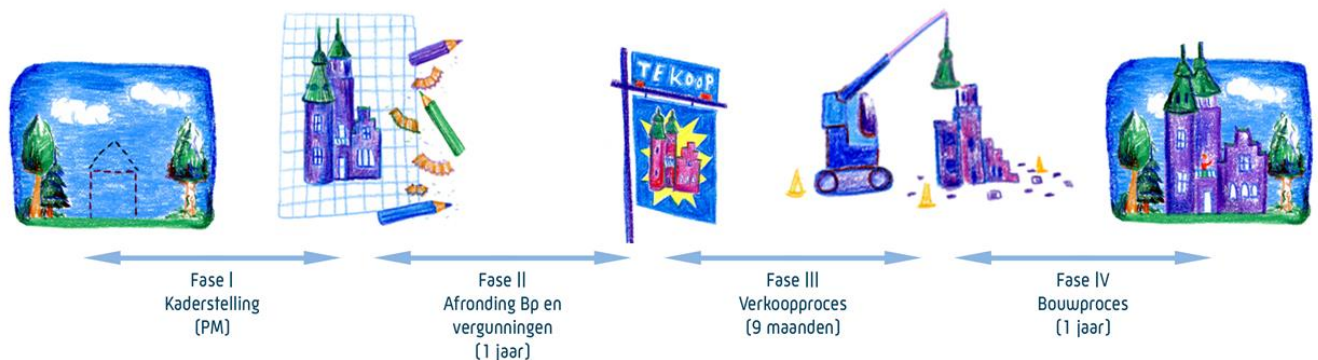 TE KOOP
Fase I
Kaderstelling
(PM)
Fase II
Afronding Bp en
vergunningen
(1 jaar)
Fase III
Verkoopproces
(9 maanden)
Fase IV
Bouwproces
(1 jaar)